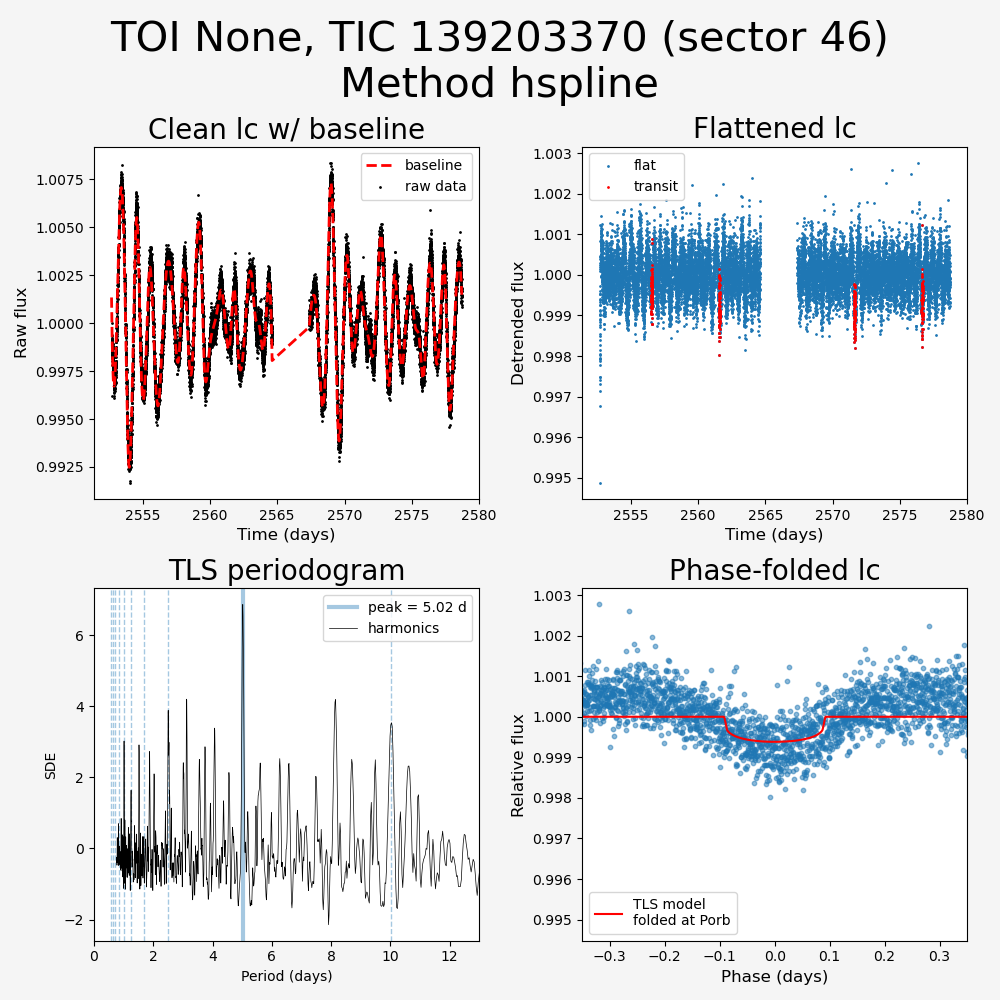 TOI None, TIC 139203370 (sector 46)
Method hspline
Clean lc w/ baseline
baseline
raw data
1.0075
1.0050
1.0025
1.0000
0.9975
0.9950
0.9925
Raw flux
2555 2560 2565 2570 2575 2580
Time (days)
Flattened lc
flat
transit
1.003
1.002
1.001
1.000
0.999
0.998
0.997
0.996
0.995
Detrended flux
2555 2560 2565 2570 2575 2580
Time (days)
TLS periodogram
peak = 5.02 d
harmonics
6
4
2
0
−2
SDE
0 2 4 6 8 10 12
Period (days)
Phase-folded lc
1.003
1.002
1.001
1.000
0.999
0.998
0.997
0.996
0.995
Relative flux
TLS model
folded at Porb
−0.3 −0.2 −0.1 0.0 0.1 0.2 0.3
Phase (days)